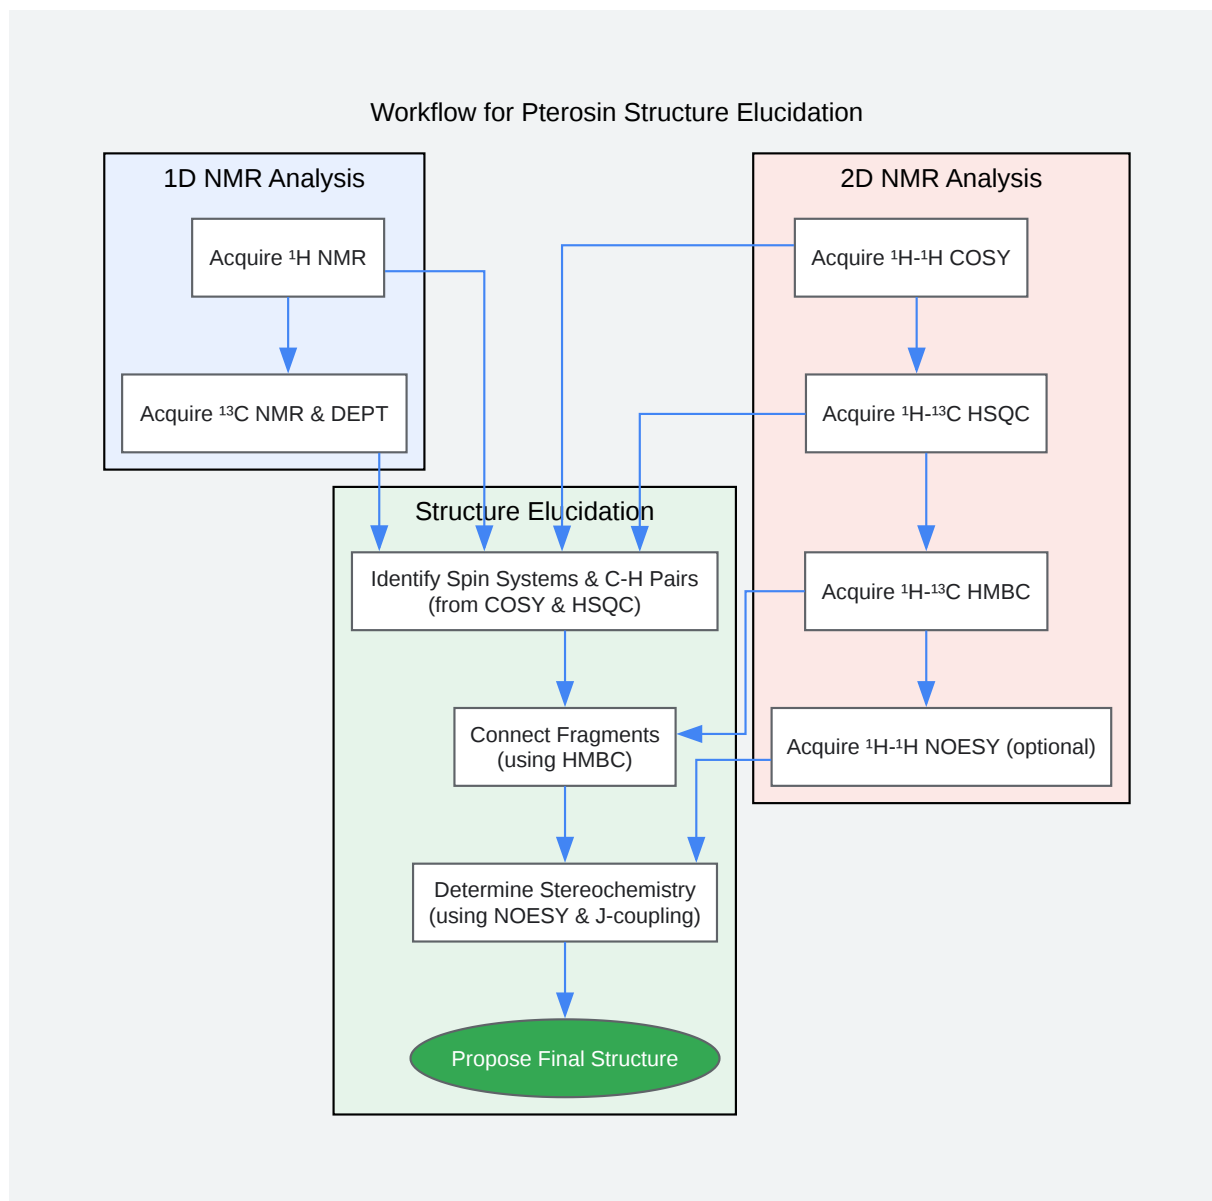 Workflow for Pterosin Structure Elucidation
1D NMR Analysis
Acquire ¹H NMR
Acquire ¹³C NMR & DEPT
2D NMR Analysis
Acquire ¹H-¹H COSY
Acquire ¹H-¹³C HSQC
Acquire ¹H-¹³C HMBC
Acquire ¹H-¹H NOESY (optional)
Structure Elucidation
Identify Spin Systems & C-H Pairs
(from COSY & HSQC)
Connect Fragments
(using HMBC)
Determine Stereochemistry
(using NOESY & J-coupling)
Propose Final Structure